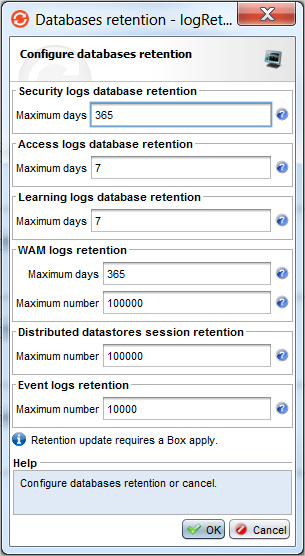 Databases retention - logRet...
Configure databases retention
Security logs database retention
Maximum days 365
Access logs database retention
Maximum days 7
Learning logs database retention
Maximum days 7
WAM logs retention
Maximum days 365
Maximum number 100000
Distributed datastores session retention
Maximum number 100000
Event logs retention
Maximum number 10000
Retention update requires a Box apply.
Help
Configure databases retention or cancel.
OK Cancel